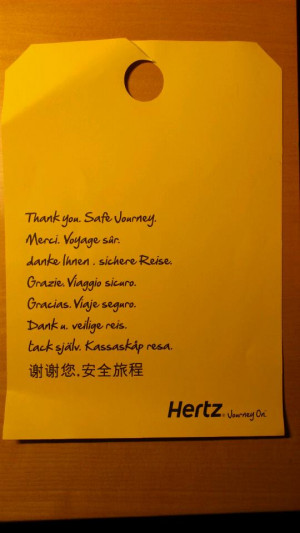 Thank you. Safe Journey.
Merci. Voyage sûr.
danke Ihnen . sichere Reise.
Grazie. Viaggio sicuro.
Gracias. Viaje seguro.
Dank u. veilige reis.
tack själv. Kassaskåp resa.
谢谢您.安全旅程
Hertz® Journey On.